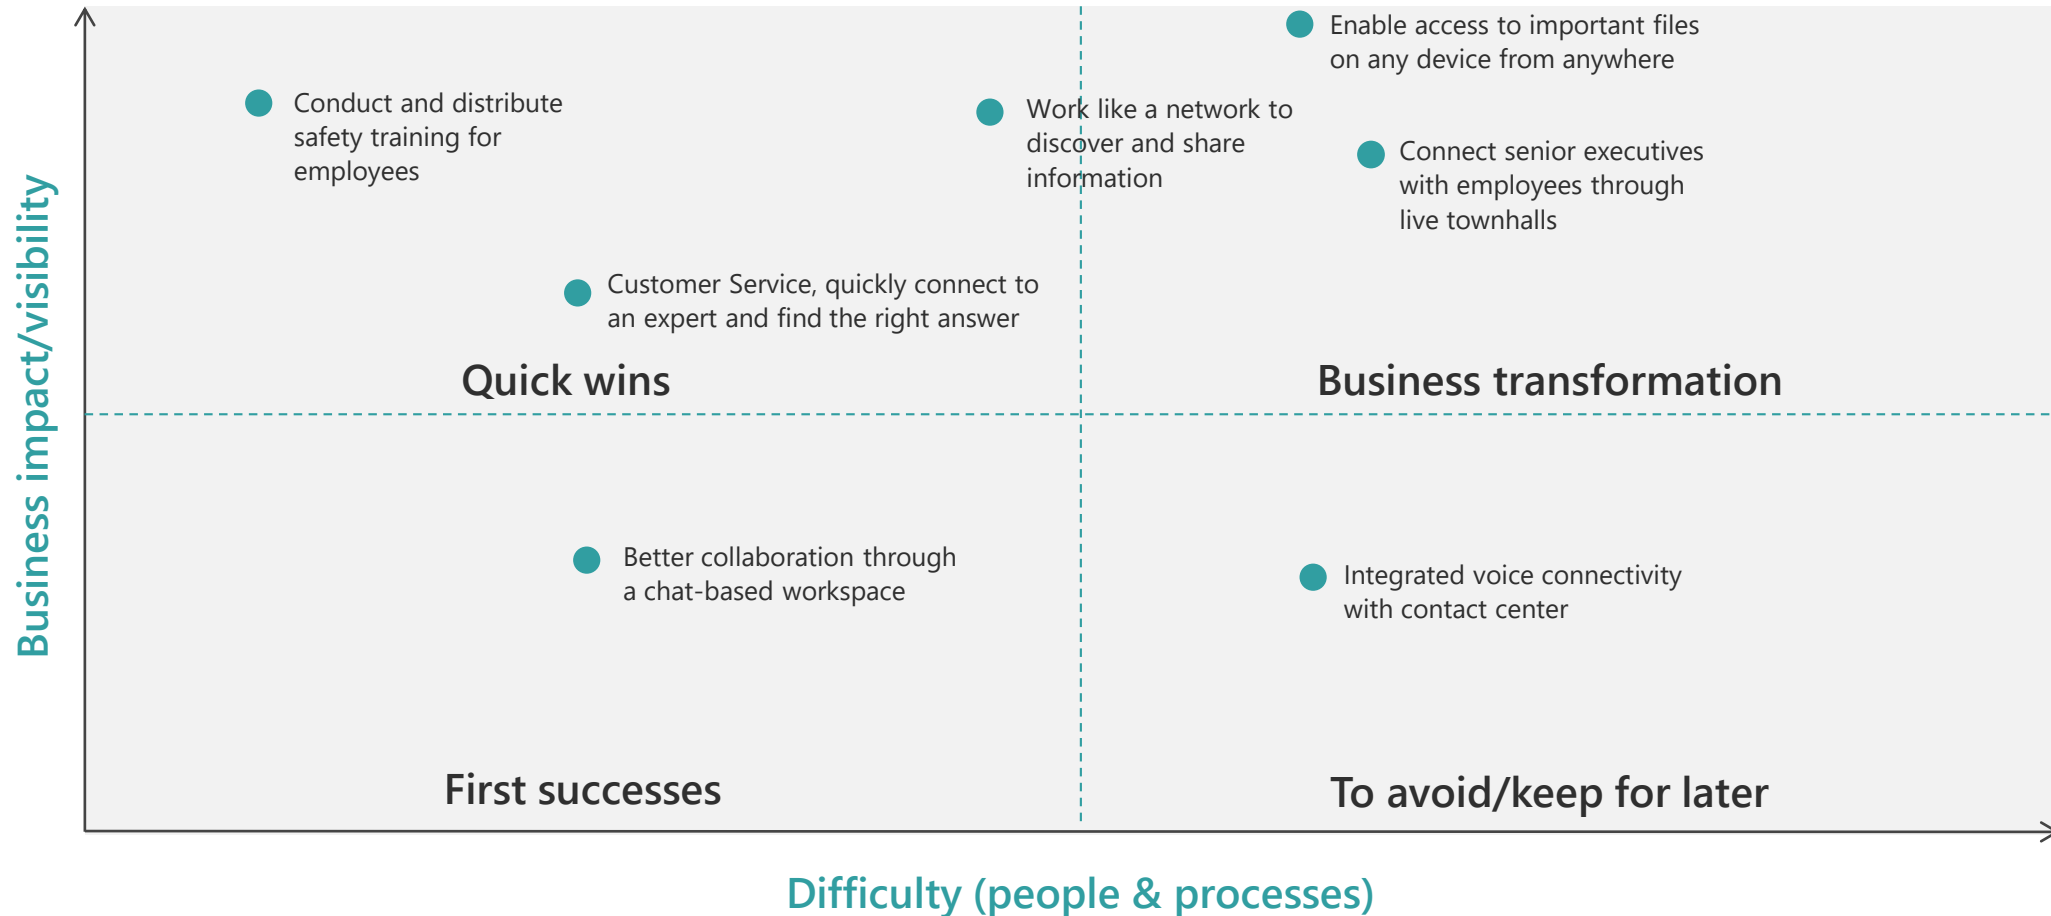 Business impact/visibility
Enable access to important files
on any device from anywhere
Conduct and distribute
safety training for
employees
Work like a network to
discover and share
information
Connect senior executives
with employees through
live townhalls
Customer Service, quickly connect to
an expert and find the right answer
Quick wins
Business transformation
Better collaboration through
a chat-based workspace
Integrated voice connectivity
with contact center
First successes
To avoid/keep for later
Difficulty (people & processes)